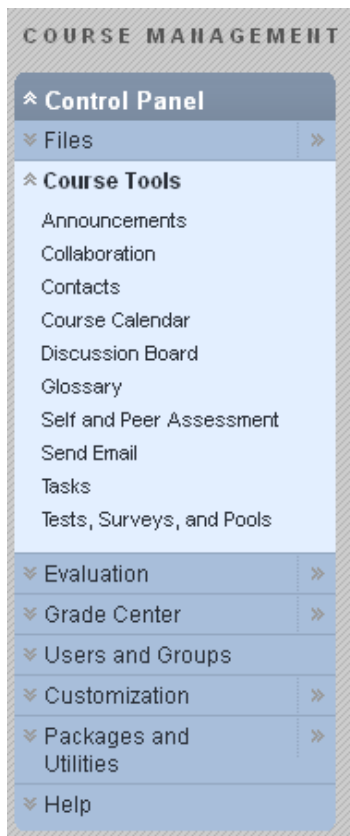 COURSE MANAGEMENT
Control Panel
Files
Course Tools
Announcements
Collaboration
Contacts
Course Calendar
Discussion Board
Glossary
Self and Peer Assessment
Send Email
Tasks
Tests, Surveys, and Pools
Evaluation
Grade Center
Users and Groups
Customization
Packages and
Utilities
Help